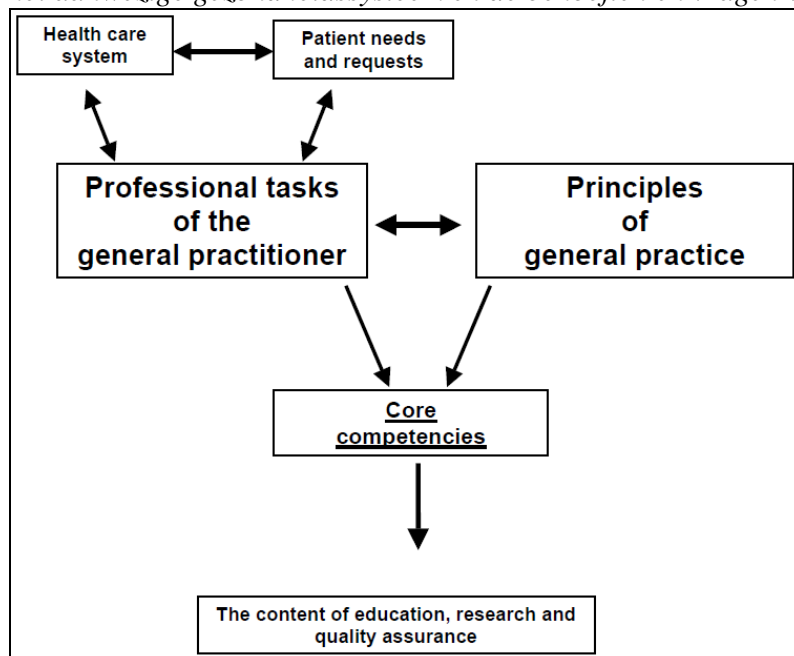 Health care
system
Patient needs
and requests
Professional tasks
of the
general practitioner
Principles
of
general practice
Core
competencies
The content of education, research and
quality assurance